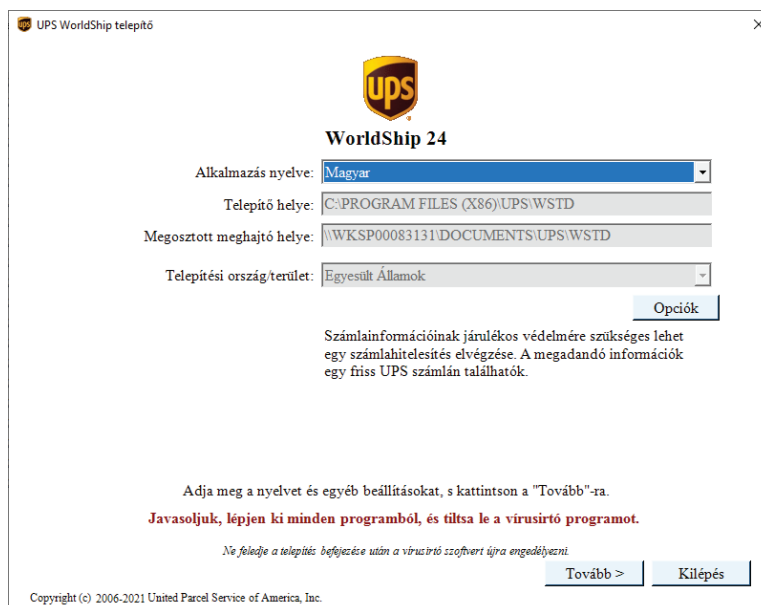 UPS WorldShip telepítő
ups
WorldShip 24
Alkalmazás nyelve: Magyar
Telepítő helye: C:\PROGRAM FILES (X86)\UPS\WSTD
Megosztott meghajtó helye: \\WKSP00083131\DOCUMENTS\UPS\WSTD
Telepítési ország/terület: Egyesült Államok
Opciók
Számlainformációinak járulékos védelmére szükséges lehet
egy számlahitelesítés elvégzése. A megadandó információk
egy friss UPS számlán találhatók.
Adja meg a nyelvet és egyéb beállításokat, s kattintson a "Tovább"-ra.
Javasoljuk, lépjen ki minden programból, és tiltsa le a vírusirtó programot.
Ne feledje a telepítés befejezése után a vírusirtó szoftvert újra engedélyezni.
Tovább > Kilépés
Copyright (c) 2006-2021 United Parcel Service of America, Inc.